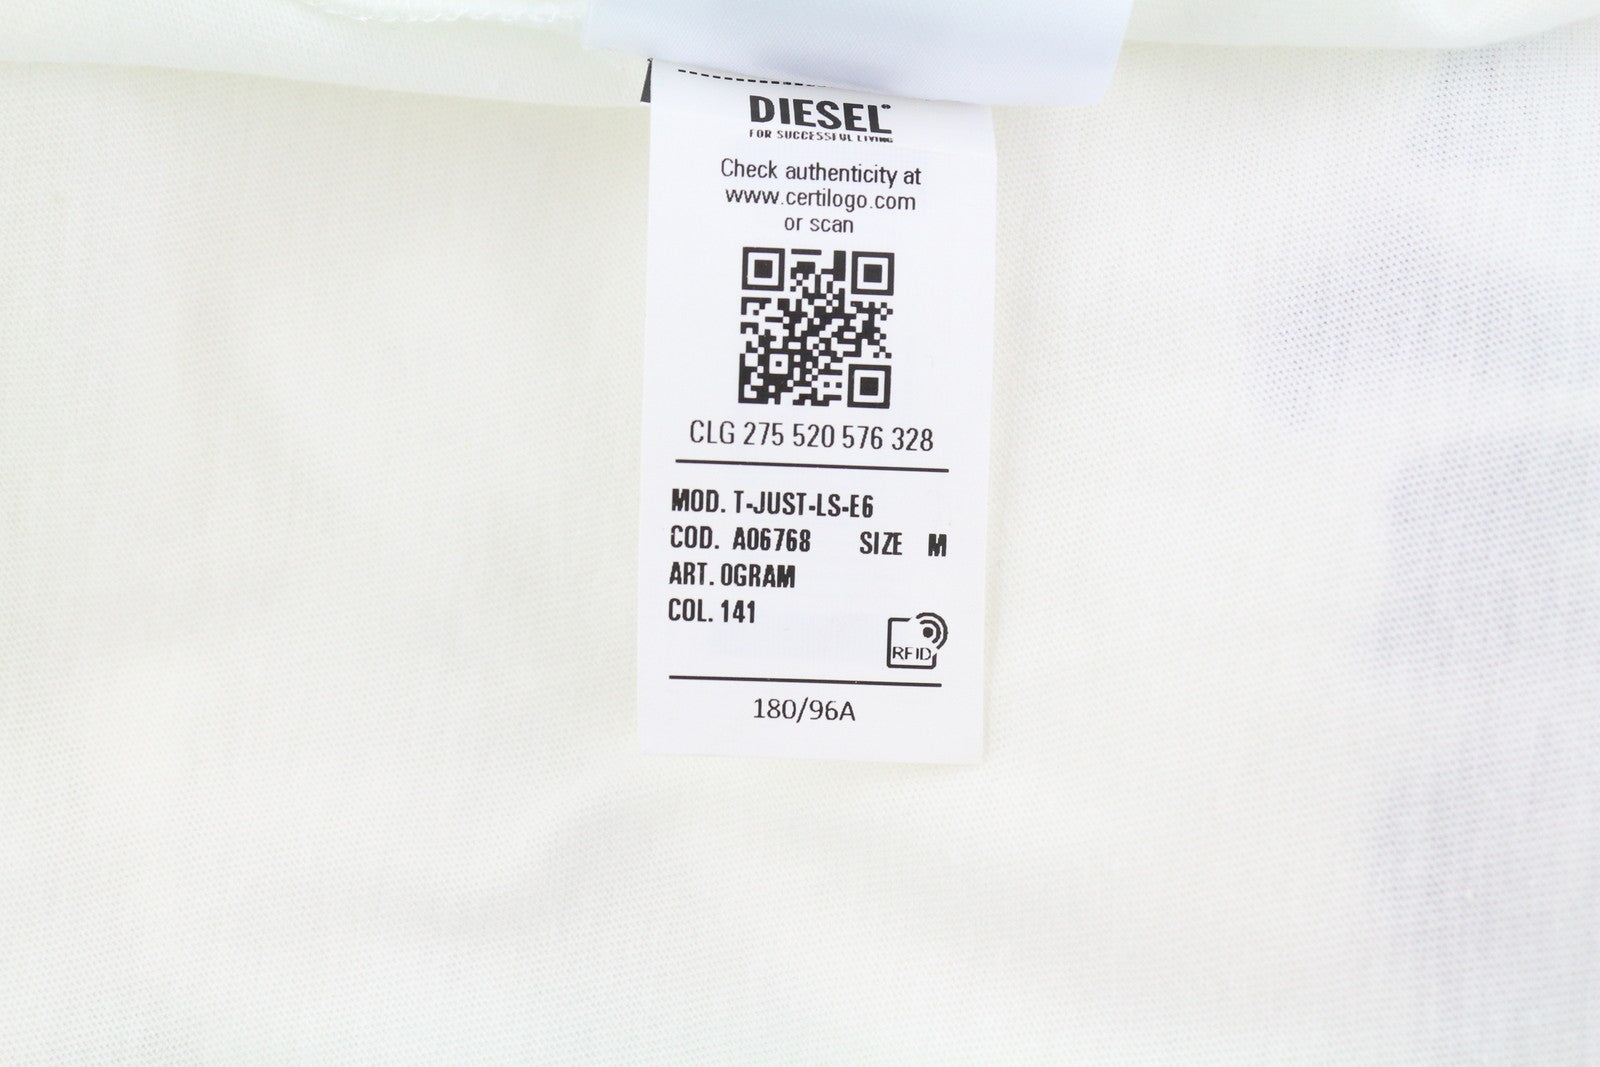 DIESEL
FOR SUCCESSFUL LIVING
Check authenticity at
www.certilogo.com
or scan
CLG 275 520 576 328
MOD. T-JUST-LS-E6
COD. A06768 SIZE M
ART. 0GRAM
COL. 141
RFID
180/96A